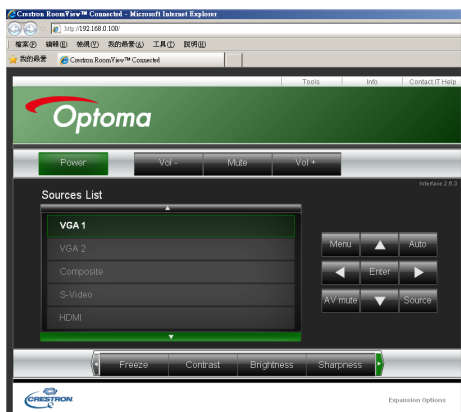 Crestron RoomView™ Connected - Microsoft Internet Explorer
http://192.168.0.100/
檔案(F) 編輯(E) 檢視(V) 我的最愛(A) 工具(T) 說明(H)
我的最愛 Crestron RoomView™ Connected
Tools Info Contact IT Help
Optoma
Power Vol - Mute Vol +
Interface 2.6.3
Sources List
VGA 1
VGA 2
Composite
S-Video
HDMI
Menu Auto
Enter
AV mute Source
Freeze Contrast Brightness Sharpness
CRESTRON
Expansion Options